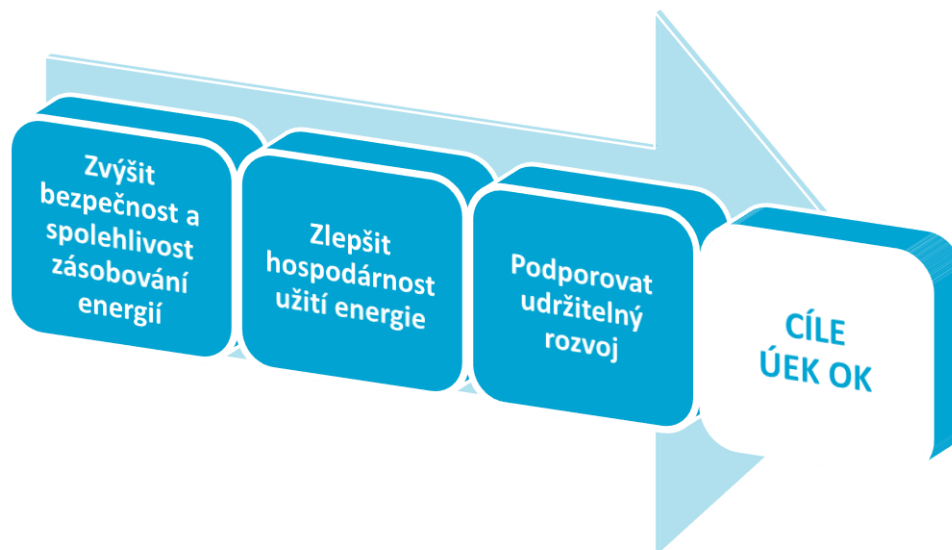 Zvýšit
bezpečnost a
spolehlivost
zásobování
energií
Zlepšit
hospodárnost
užití energie
Podporovat
udržitelný
rozvoj
CÍLE
ÚEK OK